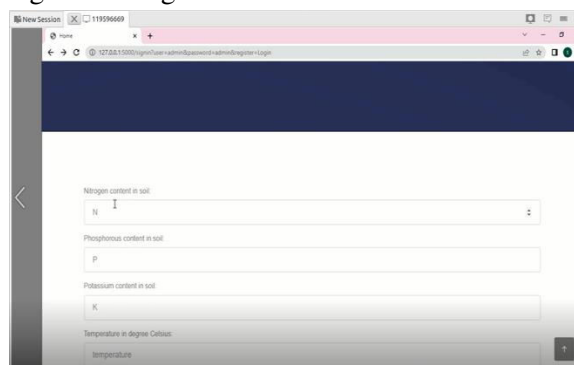 New Session
119596669
Home
127.0.0.1:5000/signin?user=admin&password=admin&register=Login
Nitrogen content in soil:
N
Phosphorous content in soil:
P
Potassium content in soil
K
Temperature in degree Celsius:
temperature